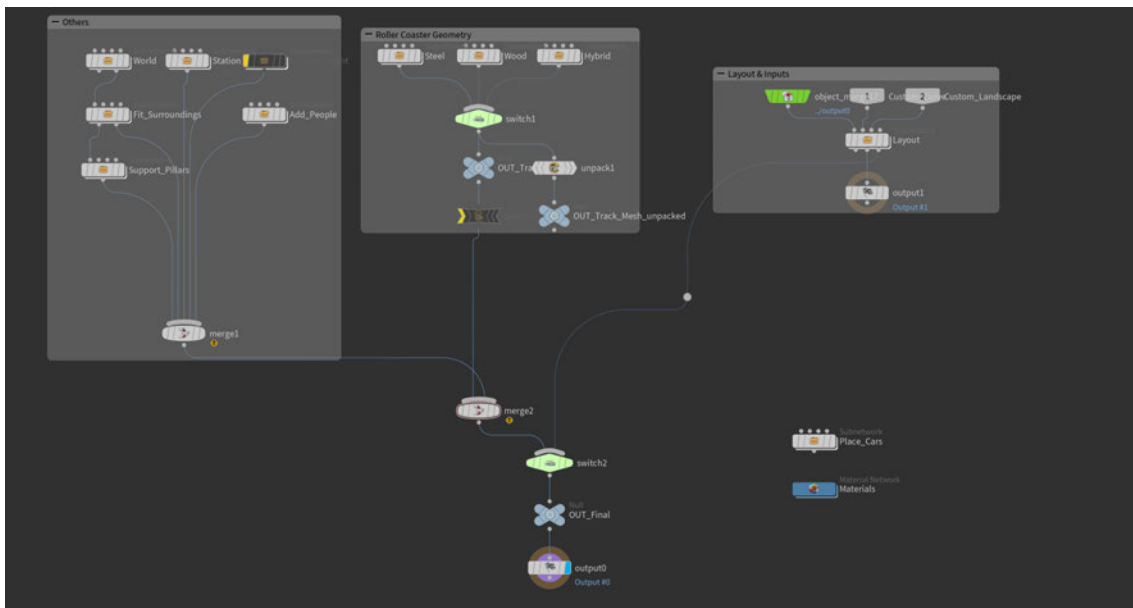 Others
World
Station
Fit_Surroundings
Add_People
Support_Pillars
merge1
Roller Coaster Geometry
Steel
Wood
Hybrid
switch1
OUT_Tra
unpack1
OUT_Track_Mesh_unpacked
Layout & Inputs
1
2
Custom_Landscape
../output0
Layout
output1
Output #1
merge2
switch2
Null
OUT_Final
output0
Output #0
Subnetwork
Place_Cars
Material Network
Materials